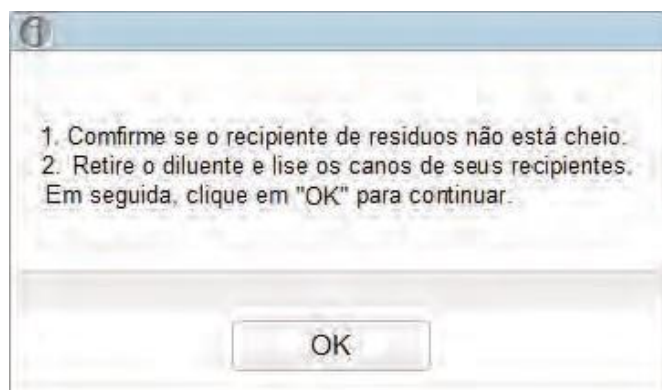 1. Comfirme se o recipiente de residuos não está cheio.
2. Retire o diluente e lise os canos de seus recipientes.
Em seguida, clique em "OK" para continuar.
OK